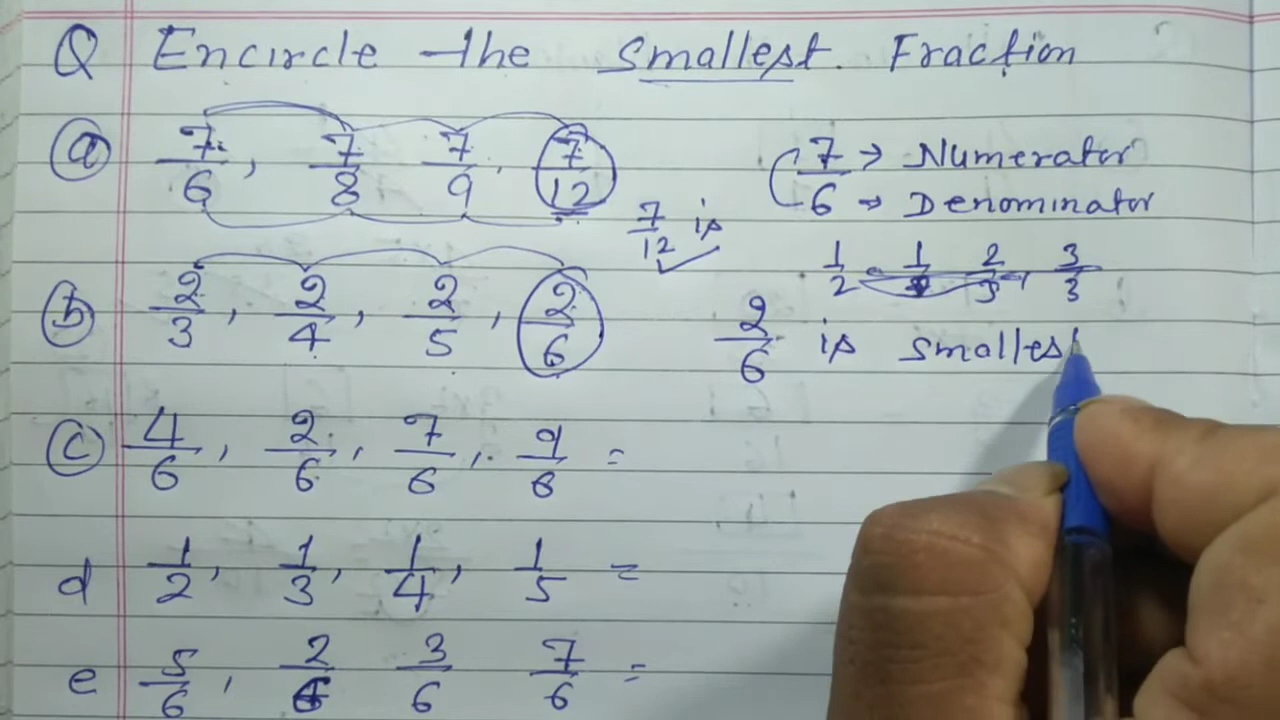 Q Encircle the Smallest. Fraction
(a) 7/6, 7/8 7/9, 7/12
7/12 is
7/6 → Numerator
→ Denominator
1/2 2/3, 3/3
(b) 2/3, 2/4, 2/5, 2/6
2/6 is smallest
(c) 4/6, 2/6, 7/6, 9/6 =
d 1/2, 1/3, 1/4, 1/5 =
e 5/6, 2/6 3/6 7/6 =